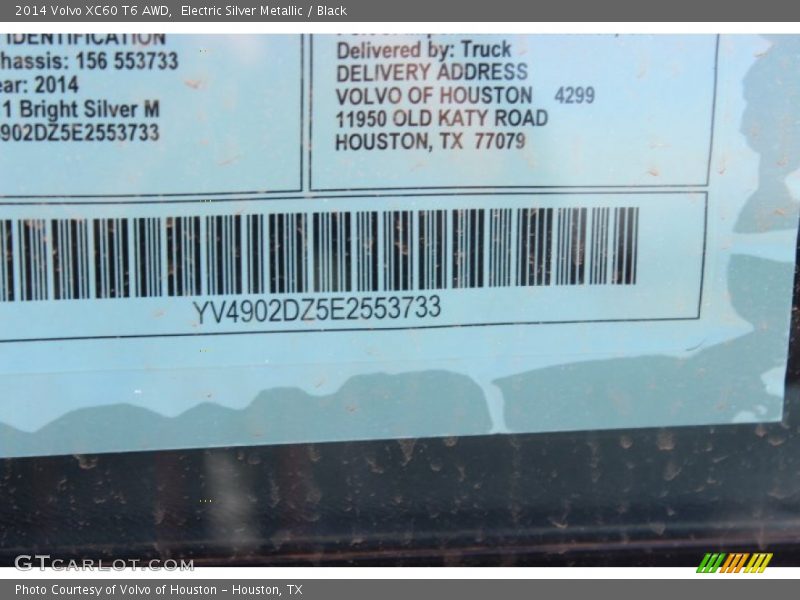 2014 Volvo XC60 T6 AWD, Electric Silver Metallic / Black
IDENTIFICATION
hassis: 156 553733
ear: 2014
1 Bright Silver M
902DZ5E2553733
Delivered by: Truck
DELIVERY ADDRESS
VOLVO OF HOUSTON 4299
11950 OLD KATY ROAD
HOUSTON, TX 77079
YV4902DZ5E2553733
GTCARLOT.COM
Photo Courtesy of Volvo of Houston - Houston, TX